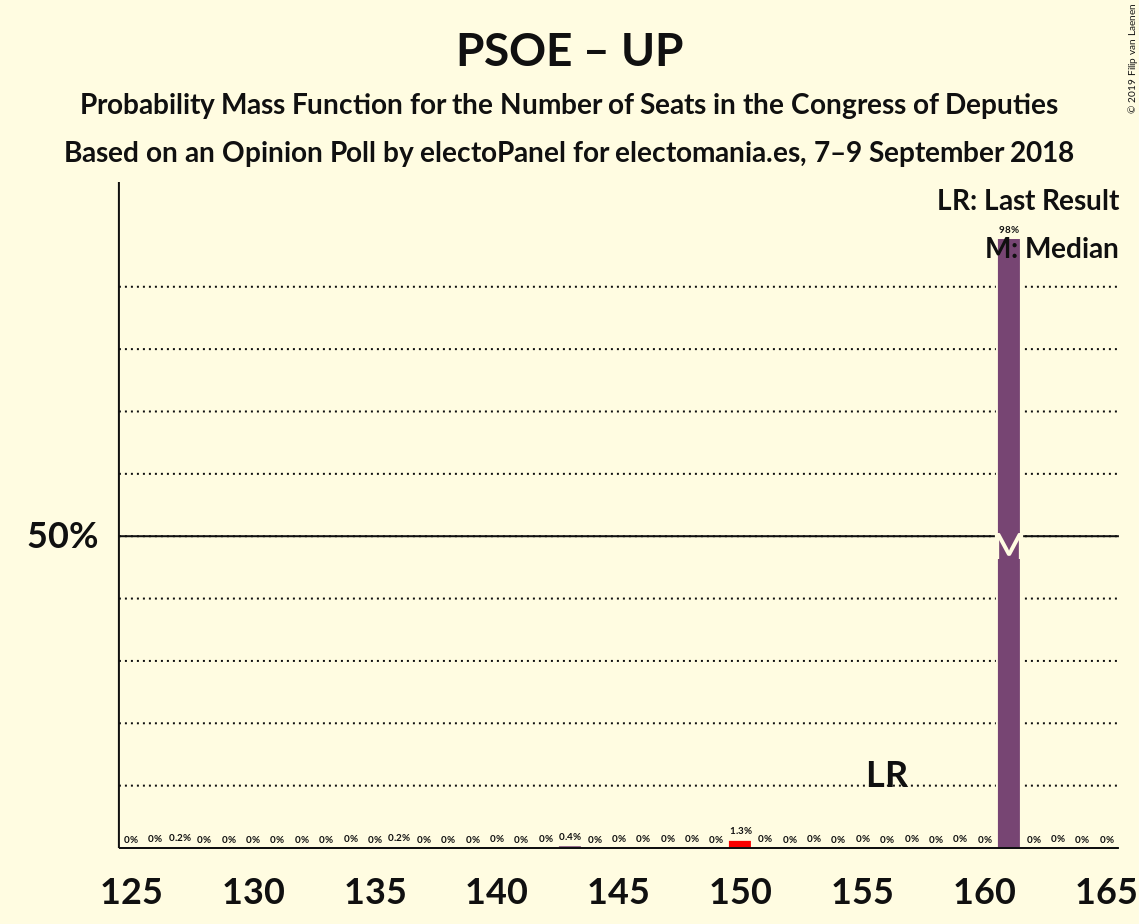 PSOE – UP
Probability Mass Function for the Number of Seats in the Congress of Deputies
Based on an Opinion Poll by electoPanel for electomania.es, 7–9 September 2018
© 2019 Filip van Laenen
LR: Last Result
98%
M: Median
50%
M
LR
0% 0% 0.2% 0% 0% 0% 0% 0% 0% 0% 0% 0.2% 0% 0% 0% 0% 0% 0% 0.4% 0% 0% 0% 0% 0% 0% 1.3% 0% 0% 0% 0% 0% 0% 0% 0% 0% 0% 0% 0% 0% 0%
125 130 135 140 145 150 155 160 165